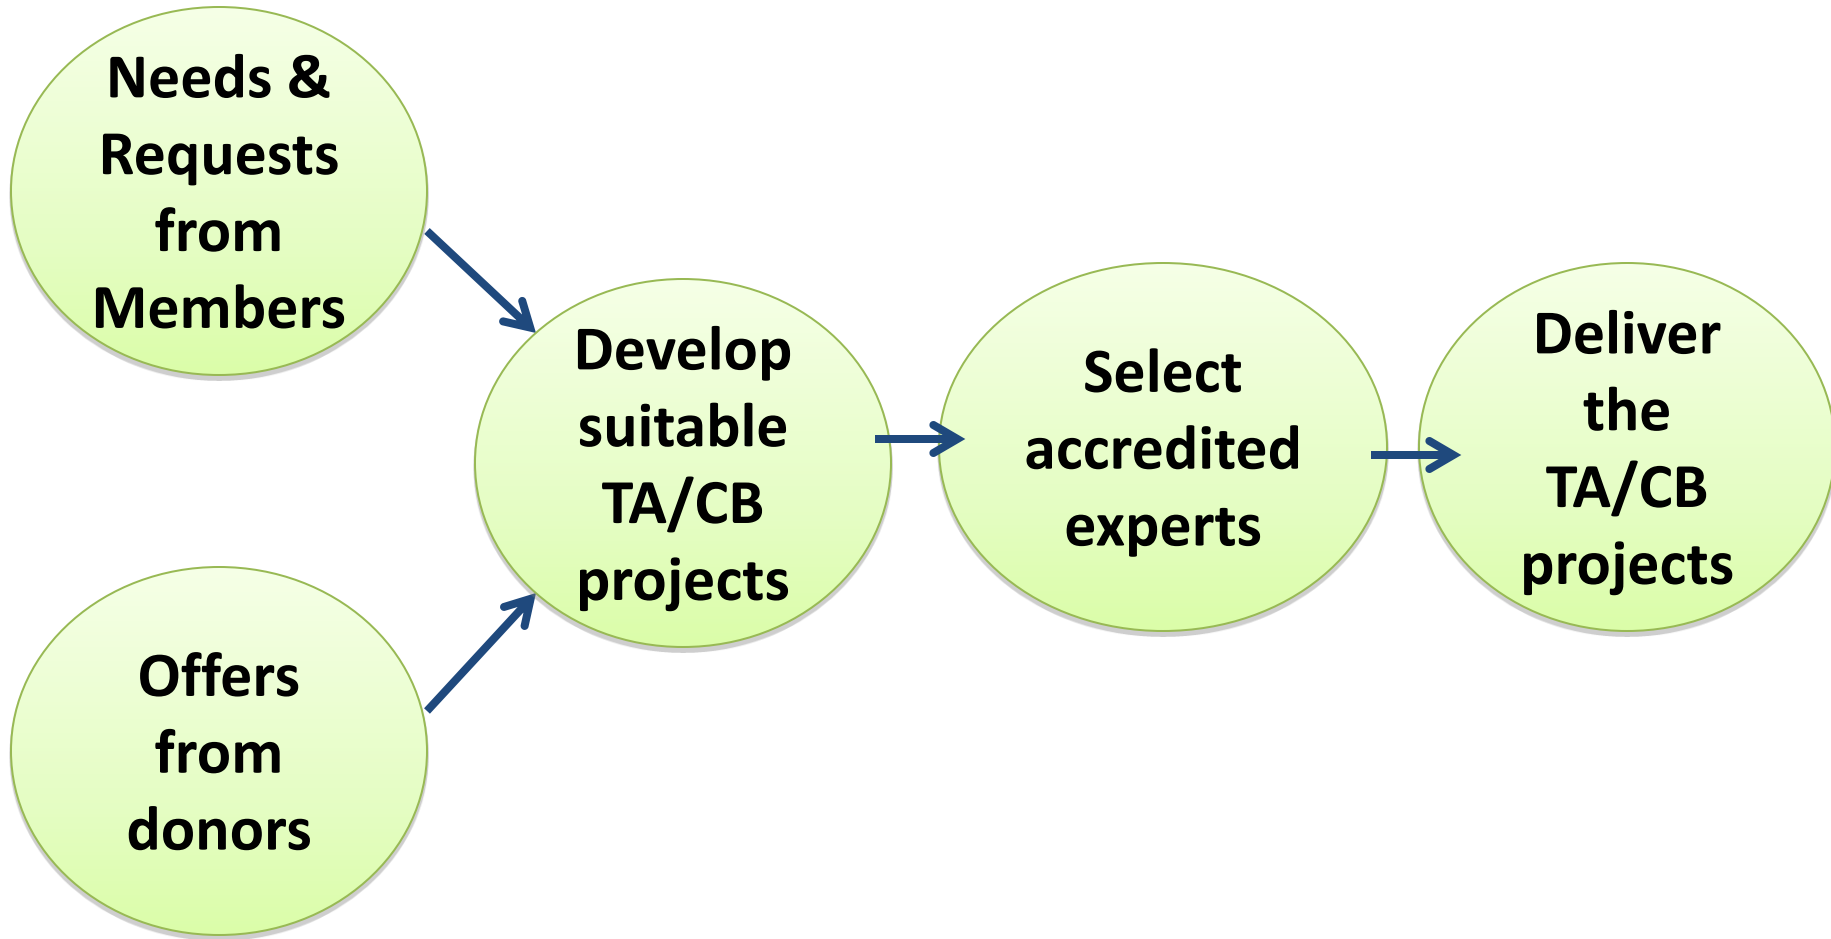 Needs &
Requests
from
Members
Offers
from
donors
Develop
suitable
TA/CB
projects
Select
accredited
experts
Deliver
the
TA/CB
projects